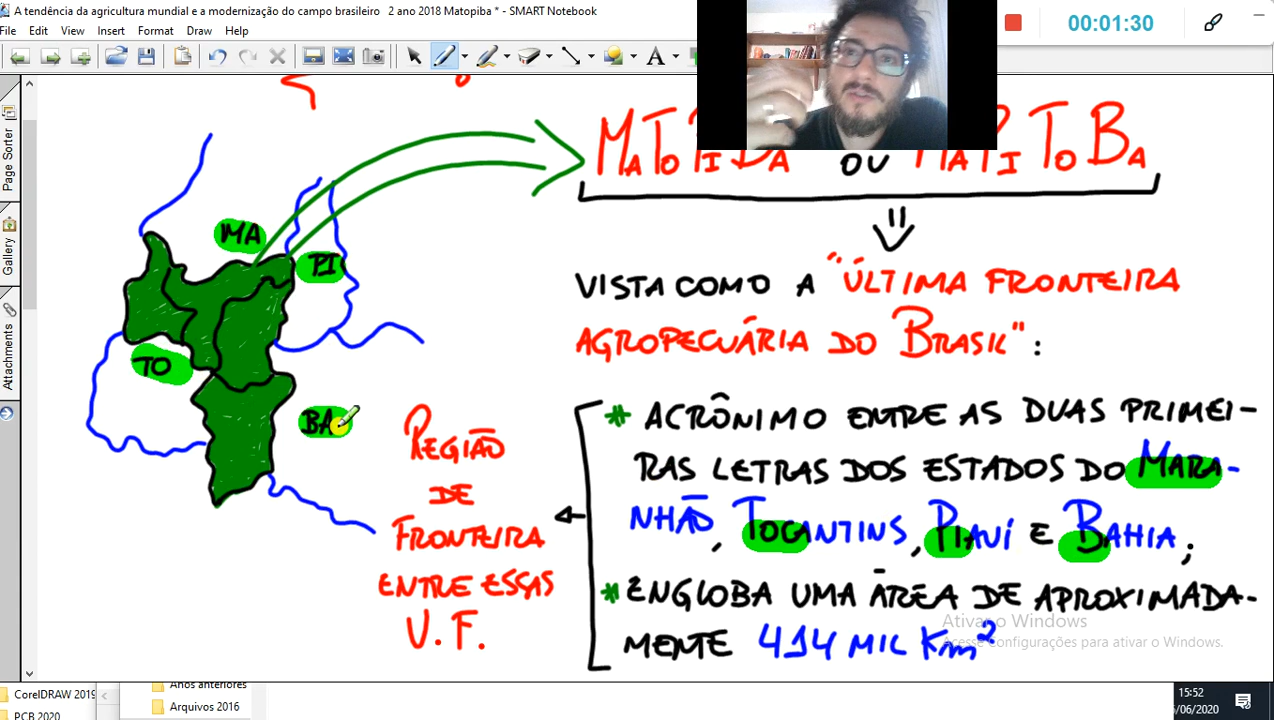 A tendência da agricultura mundial e a modernização do campo brasileiro 2 ano 2018 Matopiba * - SMART Notebook
00:01:30
File Edit View Insert Format Draw Help
Page Sorter
Gallery
Attachments
MATOPIBA OU MAPITOBA
MA
PI
TO
BA
VISTA COMO A "ÚLTIMA FRONTEIRA
AGROPECUÁRIA DO BRASIL":
* ACRÔNIMO ENTRE AS DUAS PRIMEI-
RAS LETRAS DOS ESTADOS DO MARA-
NHÃO, TOCANTINS, PIAUÍ E BAHIA;
* ENGLOBA UMA ÁREA DE APROXIMADA-
MENTE 414 MIL Km²
REGIÃO
DE
FRONTEIRA
ENTRE ESSAS
U.F.
Ativar o Windows
Acesse Configurações para ativar o Windows.
CorelDRAW 2019
PCB 2020
Anos anteriores
Arquivos 2016
15:52
/06/2020